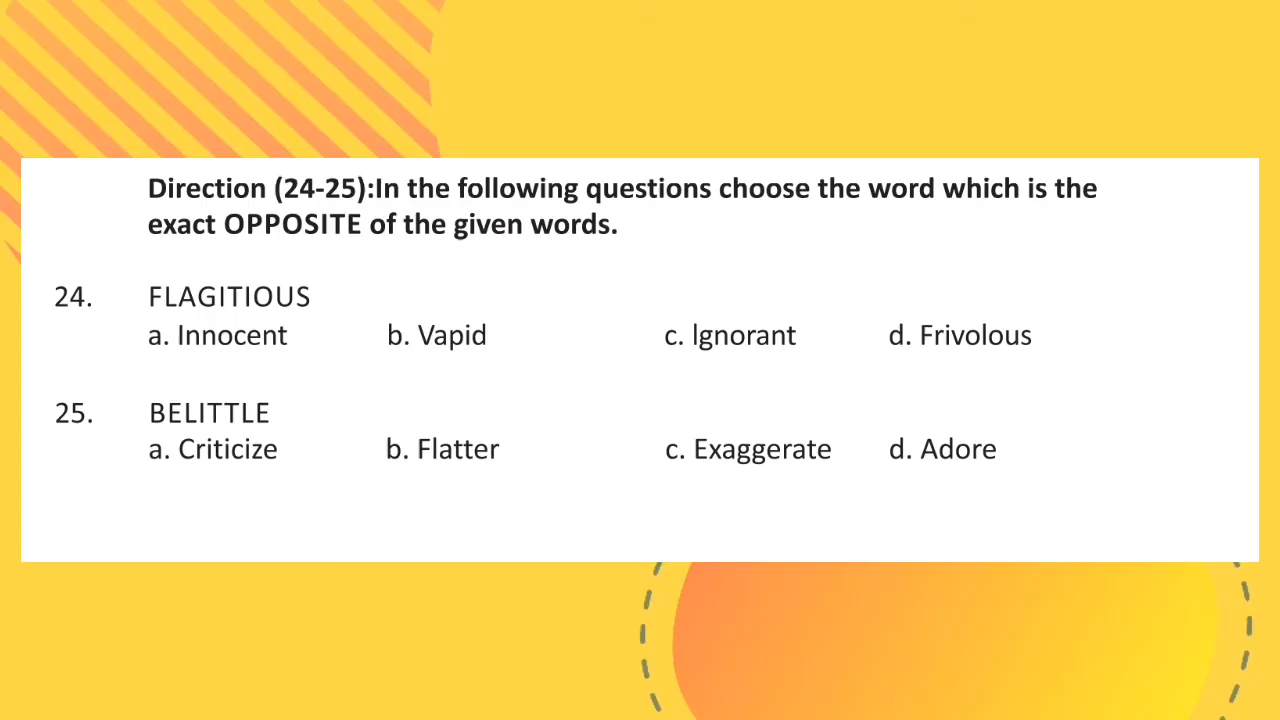 Direction (24-25):In the following questions choose the word which is the
exact OPPOSITE of the given words.
24. FLAGITIOUS
a. Innocent b. Vapid c. lgnorant d. Frivolous
25. BELITTLE
a. Criticize b. Flatter c. Exaggerate d. Adore